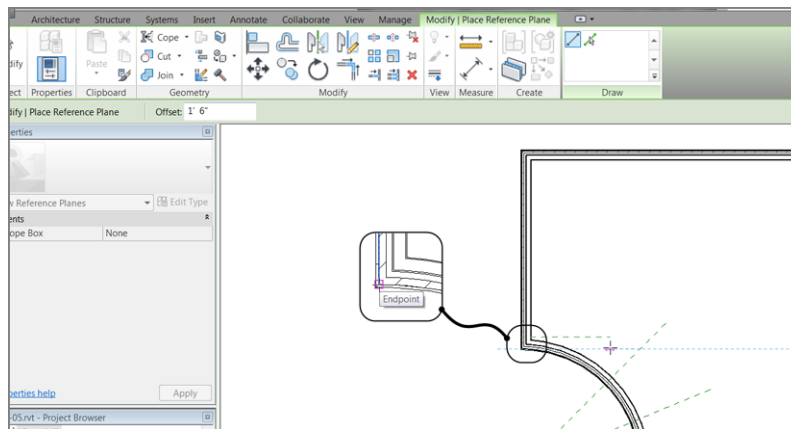 Architecture Structure Systems Insert Annotate Collaborate View Manage Modify | Place Reference Plane
dify Paste Cope Cut Join
ect Properties Clipboard Geometry Modify View Measure Create Draw
dify | Place Reference Plane Offset: 1' 6"
erties
w Reference Planes Edit Type
ents
ope Box None
Endpoint
perties help Apply
-05.rvt - Project Browser